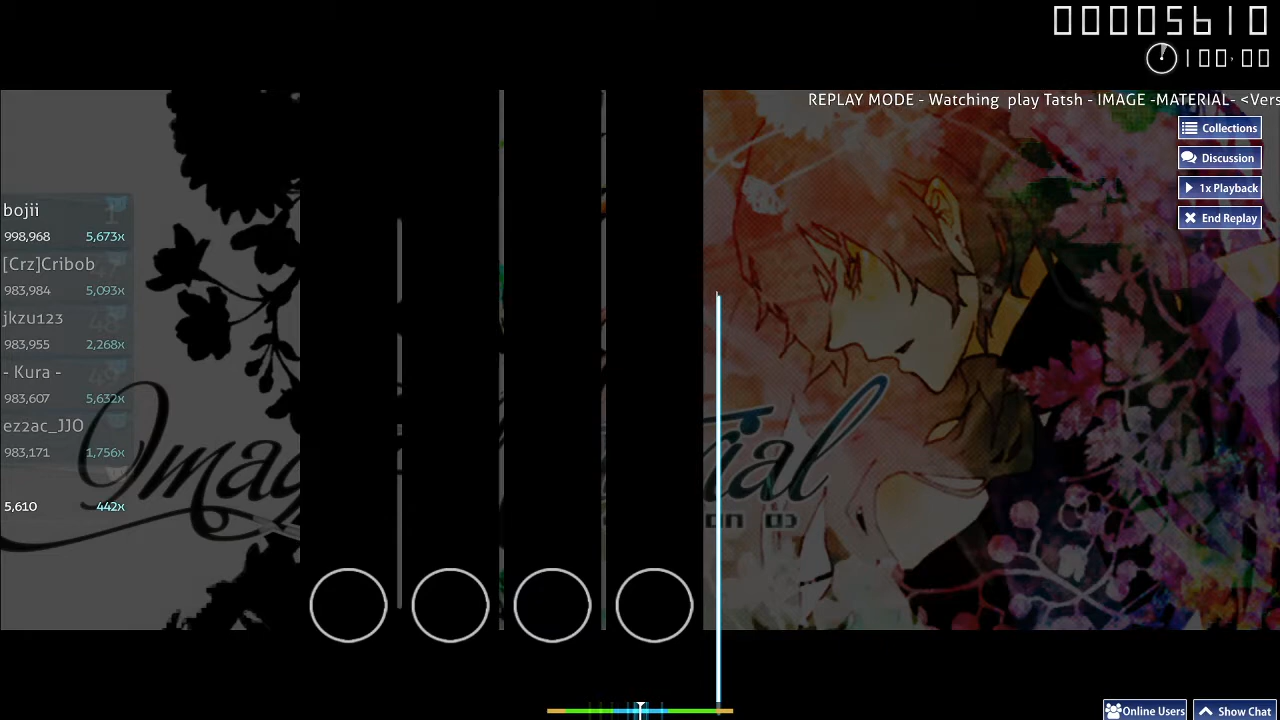 00005610
100.00
REPLAY MODE - Watching play Tatsh - IMAGE -MATERIAL- <Vers
Collections
Discussion
1x Playback
End Replay
bojii
998,968 5,673x
[Crz]Cribob
983,984 5,093x
jkzu123
983,955 2,268x
- Kura -
983,607 5,632x
ezzac_JJO
983,171 1,756x
5,610 442x
Online Users
Show Chat